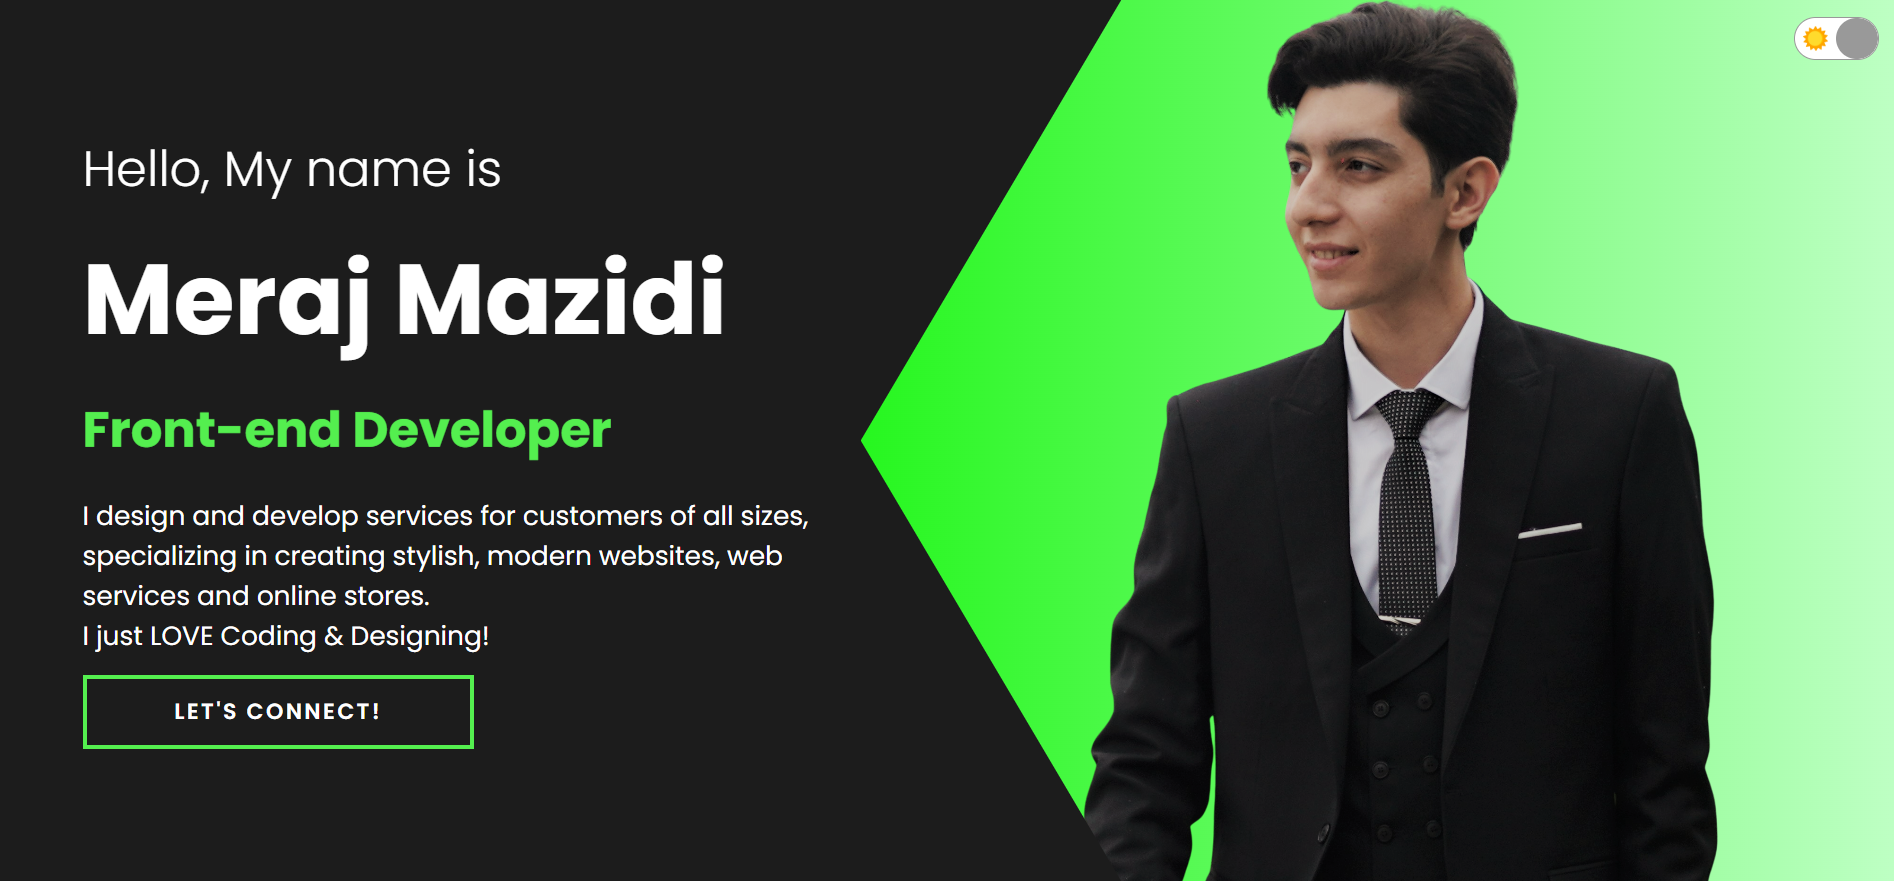 Hello, My name is
Meraj Mazidi
Front-end Developer
I design and develop services for customers of all sizes,
specializing in creating stylish, modern websites, web
services and online stores.
I just LOVE Coding & Designing!
LET'S CONNECT!